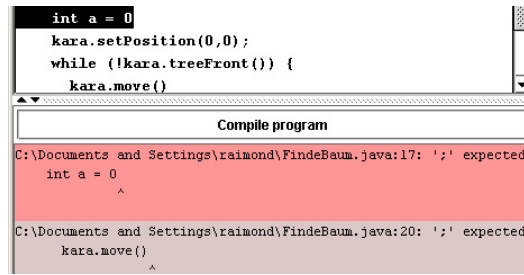 int a = 0
kara.setPosition(0,0);
while (!kara.treeFront()) {
kara.move()
Compile program
C:\Documents and Settings\raimond\FindeBaum.java:17: ';' expected
int a = 0
^
C:\Documents and Settings\raimond\FindeBaum.java:20: ';' expected
kara.move()
^